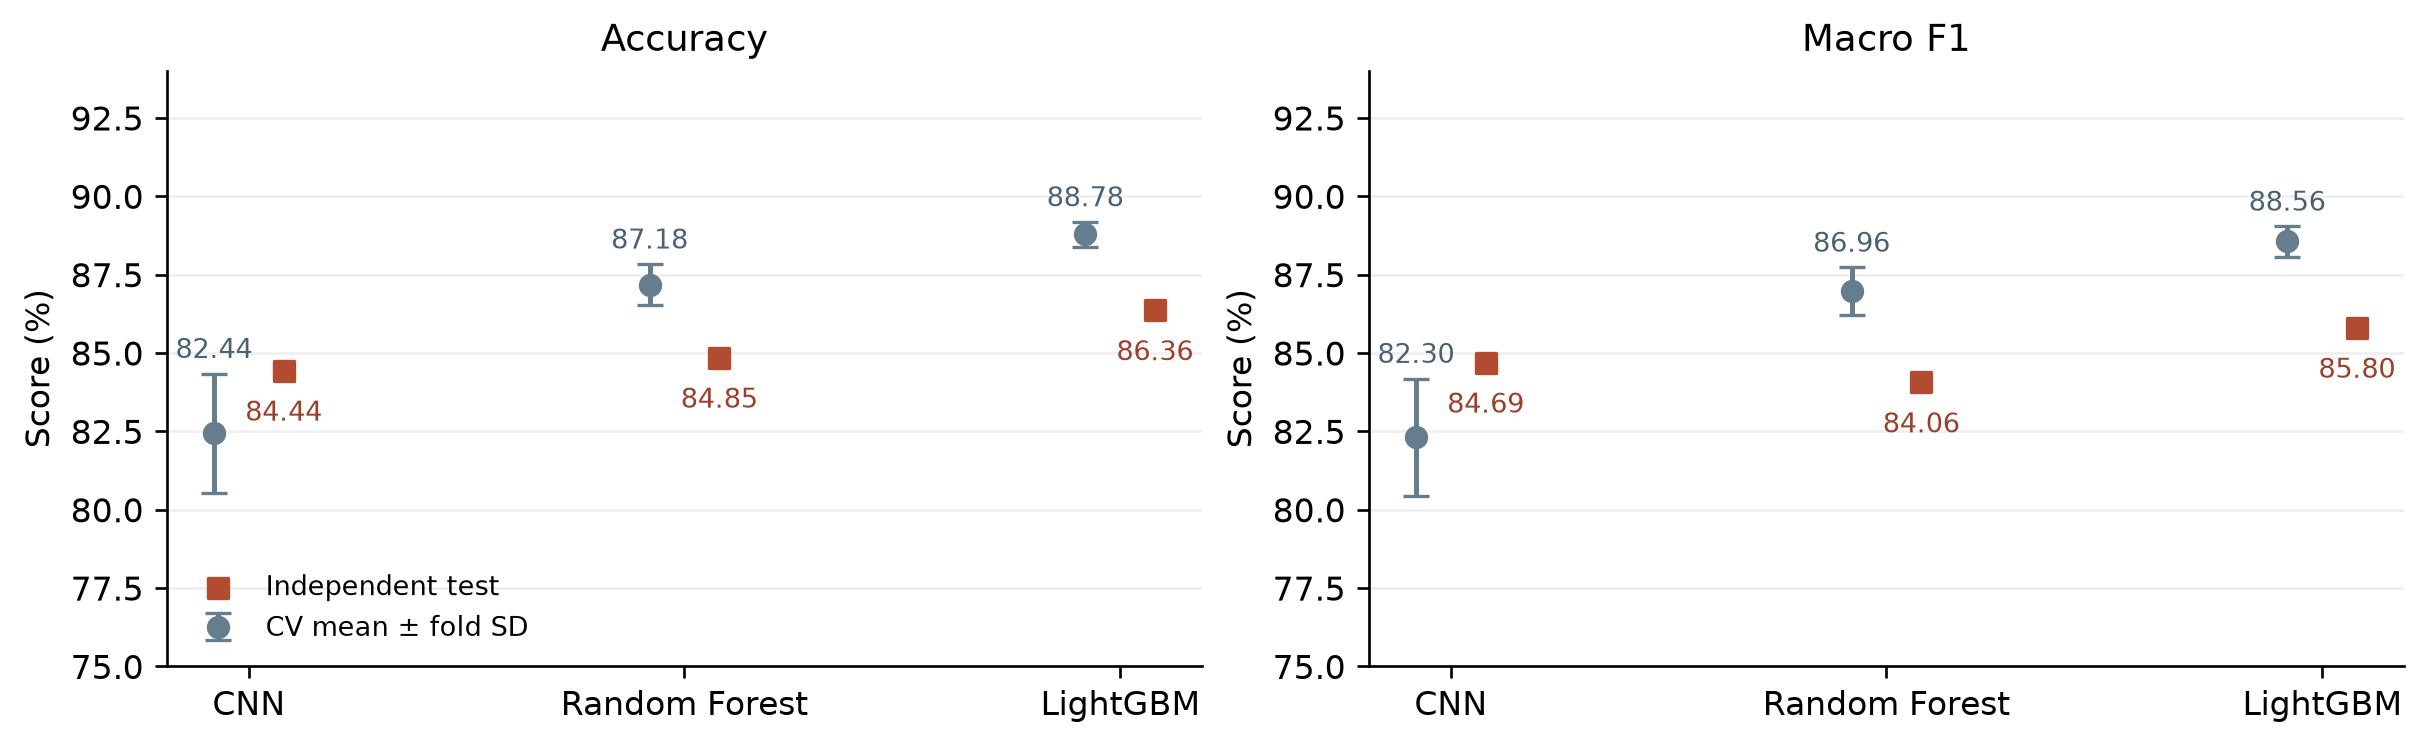 Accuracy
Score (%)
92.5
90.0
87.5
85.0
82.5
80.0
77.5
75.0
82.44
84.44
87.18
84.85
88.78
86.36
Independent test
CV mean ± fold SD
CNN
Random Forest
LightGBM
Macro F1
Score (%)
92.5
90.0
87.5
85.0
82.5
80.0
77.5
75.0
82.30
84.69
86.96
84.06
88.56
85.80
CNN
Random Forest
LightGBM